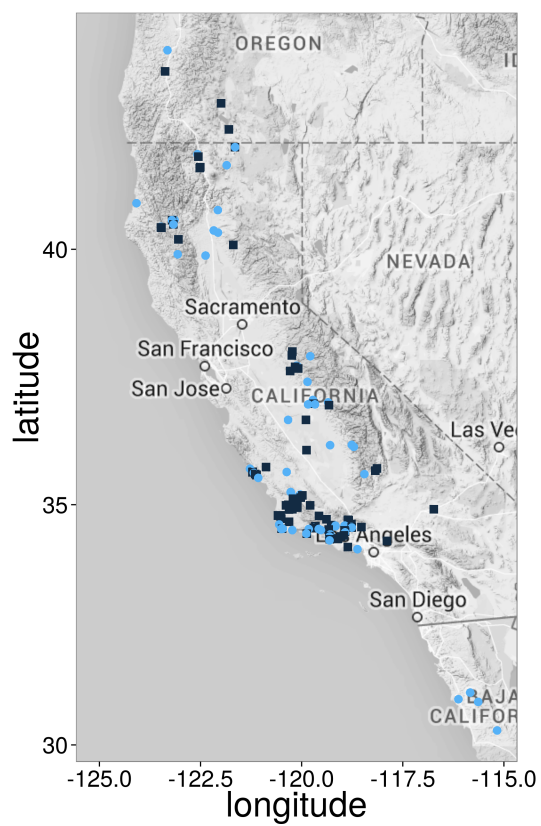 OREGON
40
NEVADA
Sacramento
San Francisco
San Jose
CALIFORNIA
Las Ve
35
Angeles
San Diego
BAJA
CALIFOR
30
-125.0 -122.5 -120.0 -117.5 -115.0
longitude
latitude